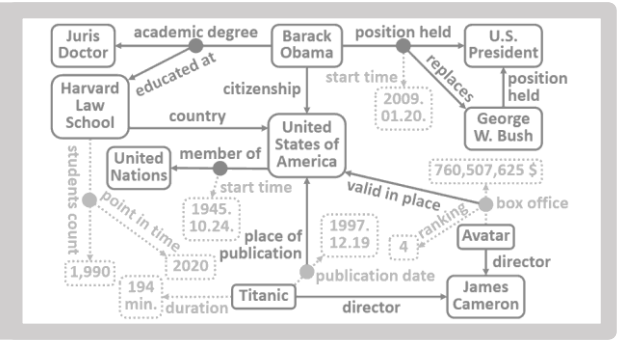 Juris
Doctor
academic degree
Barack
Obama
position held
U.S.
President
educated at
Harvard
Law
School
citizenship
start time
2009.
01.20.
replaces
position
held
George
W. Bush
country
United
States of
America
United
Nations
member of
start time
1945.
10.24.
students count
point in time
1,990
2020
place of
publication
valid in place
760,507,625 $
box office
ranking
4
Avatar
1997.
12.19
publication date
194
min.
duration
Titanic
director
director
James
Cameron